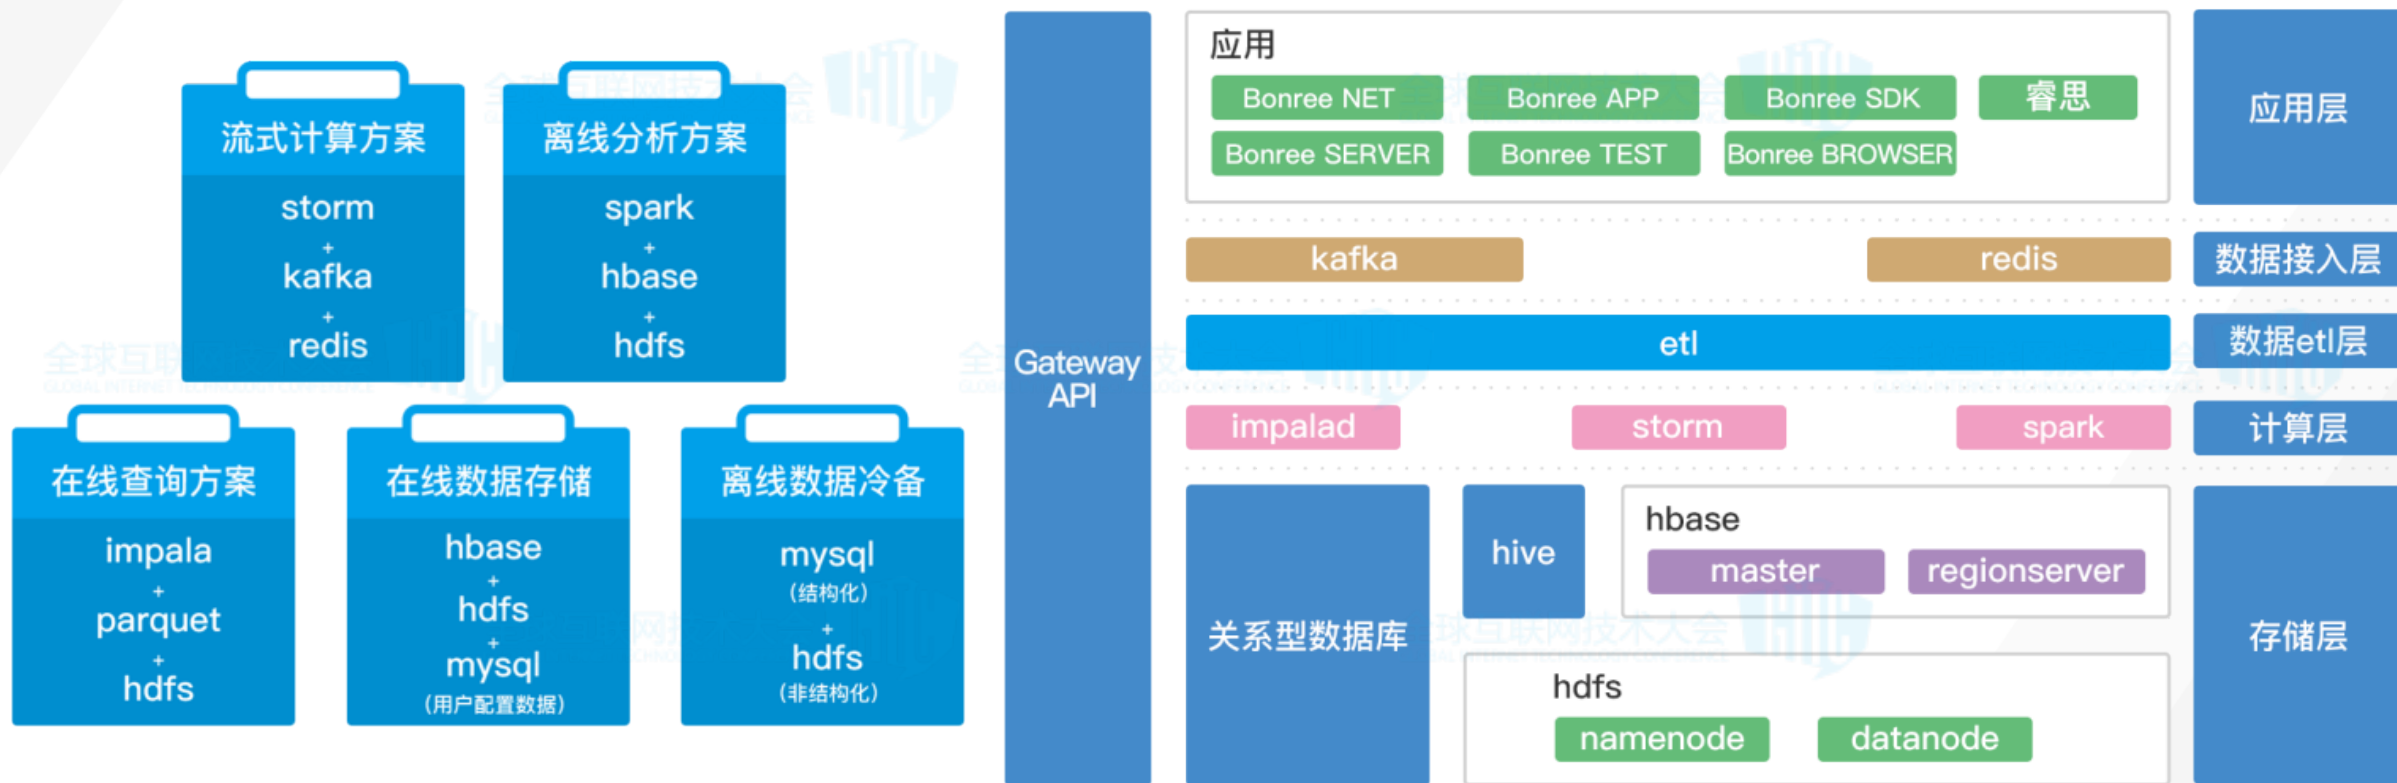 流式计算方案
storm
+
kafka
+
redis
离线分析方案
spark
+
hbase
+
hdfs
在线查询方案
impala
+
parquet
+
hdfs
在线数据存储
hbase
+
hdfs
+
mysql
(用户配置数据)
离线数据冷备
mysql
(结构化)
+
hdfs
(非结构化)
Gateway
API
应用
Bonree NET
Bonree APP
Bonree SDK
睿思
Bonree SERVER
Bonree TEST
Bonree BROWSER
应用层
kafka
redis
数据接入层
etl
数据etl层
impalad
storm
spark
计算层
关系型数据库
hive
hbase
master
regionserver
hdfs
namenode
datanode
存储层